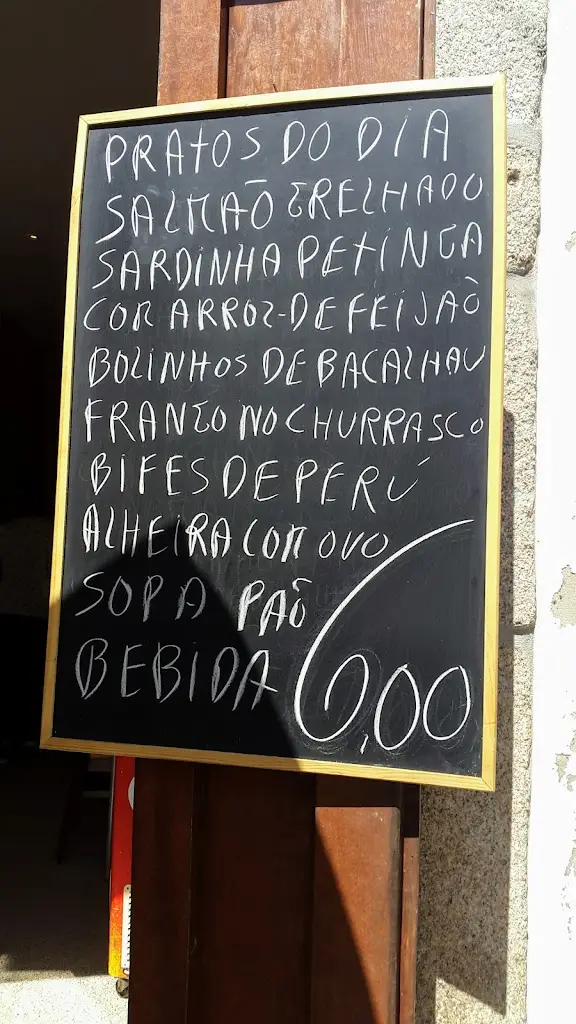 PRATOS DO DIA
SALMÃO GRELHADO
SARDINHA PETINGA
COM ARROZ-DE FEIJÃO
BOLINHOS DE BACALHAU
FRANGO NO CHURRASCO
BIFES DE PERÚ
ALHEIRA COM OVO
SOPA PÃO
BEBIDA 6,00